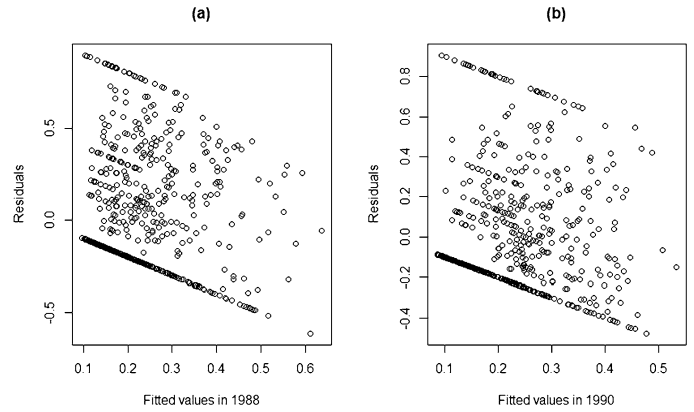 (a)
Residuals
0.5
0.0
-0.5
0.1 0.2 0.3 0.4 0.5 0.6
Fitted values in 1988
(b)
Residuals
0.8
0.6
0.4
0.2
0.0
-0.2
-0.4
0.1 0.2 0.3 0.4 0.5
Fitted values in 1990